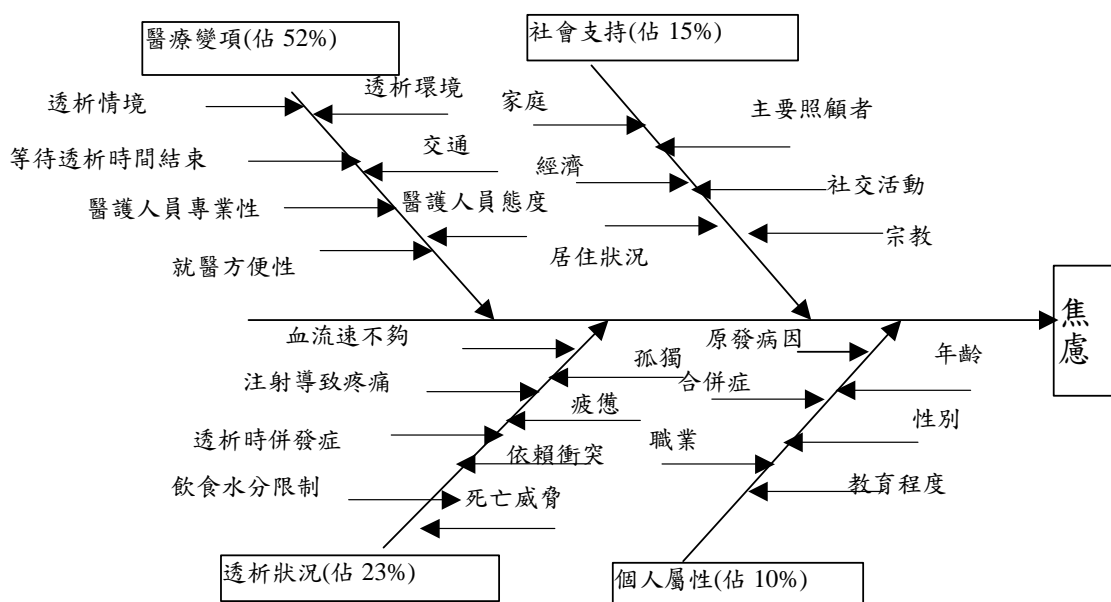 醫療變項(佔 52%)
社會支持(佔 15%)
透析情境
透析環境
家庭
主要照顧者
等待透析時間結束
交通
經濟
社交活動
醫護人員專業性
醫護人員態度
宗教
就醫方便性
居住狀況
焦慮
血流速不夠
孤獨
原發病因
年齡
注射導致疼痛
合併症
疲憊
性別
透析時併發症
職業
依賴衝突
飲食水分限制
死亡威脅
教育程度
透析狀況(佔 23%)
個人屬性(佔 10%)